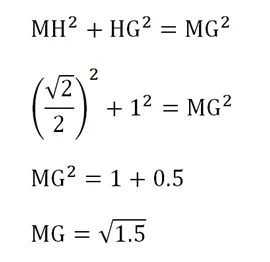 MH² + HG² = MG²
(√2/2)² + 1² = MG²
MG² = 1 + 0.5
MG = √1.5